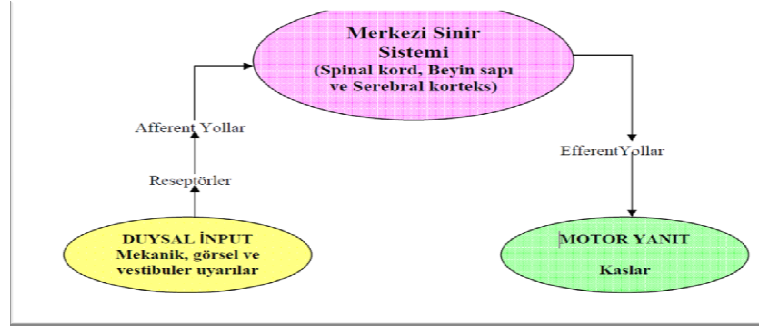 Merkezi Sinir
Sistemi
(Spinal kord, Beyin sapı
ve Serebral korteks)
Afferent Yollar
EfferentYollar
Reseptörler
DUYSAL İNPUT
Mekanik, görsel ve
vestibuler uyarılar
MOTOR YANIT
Kaslar